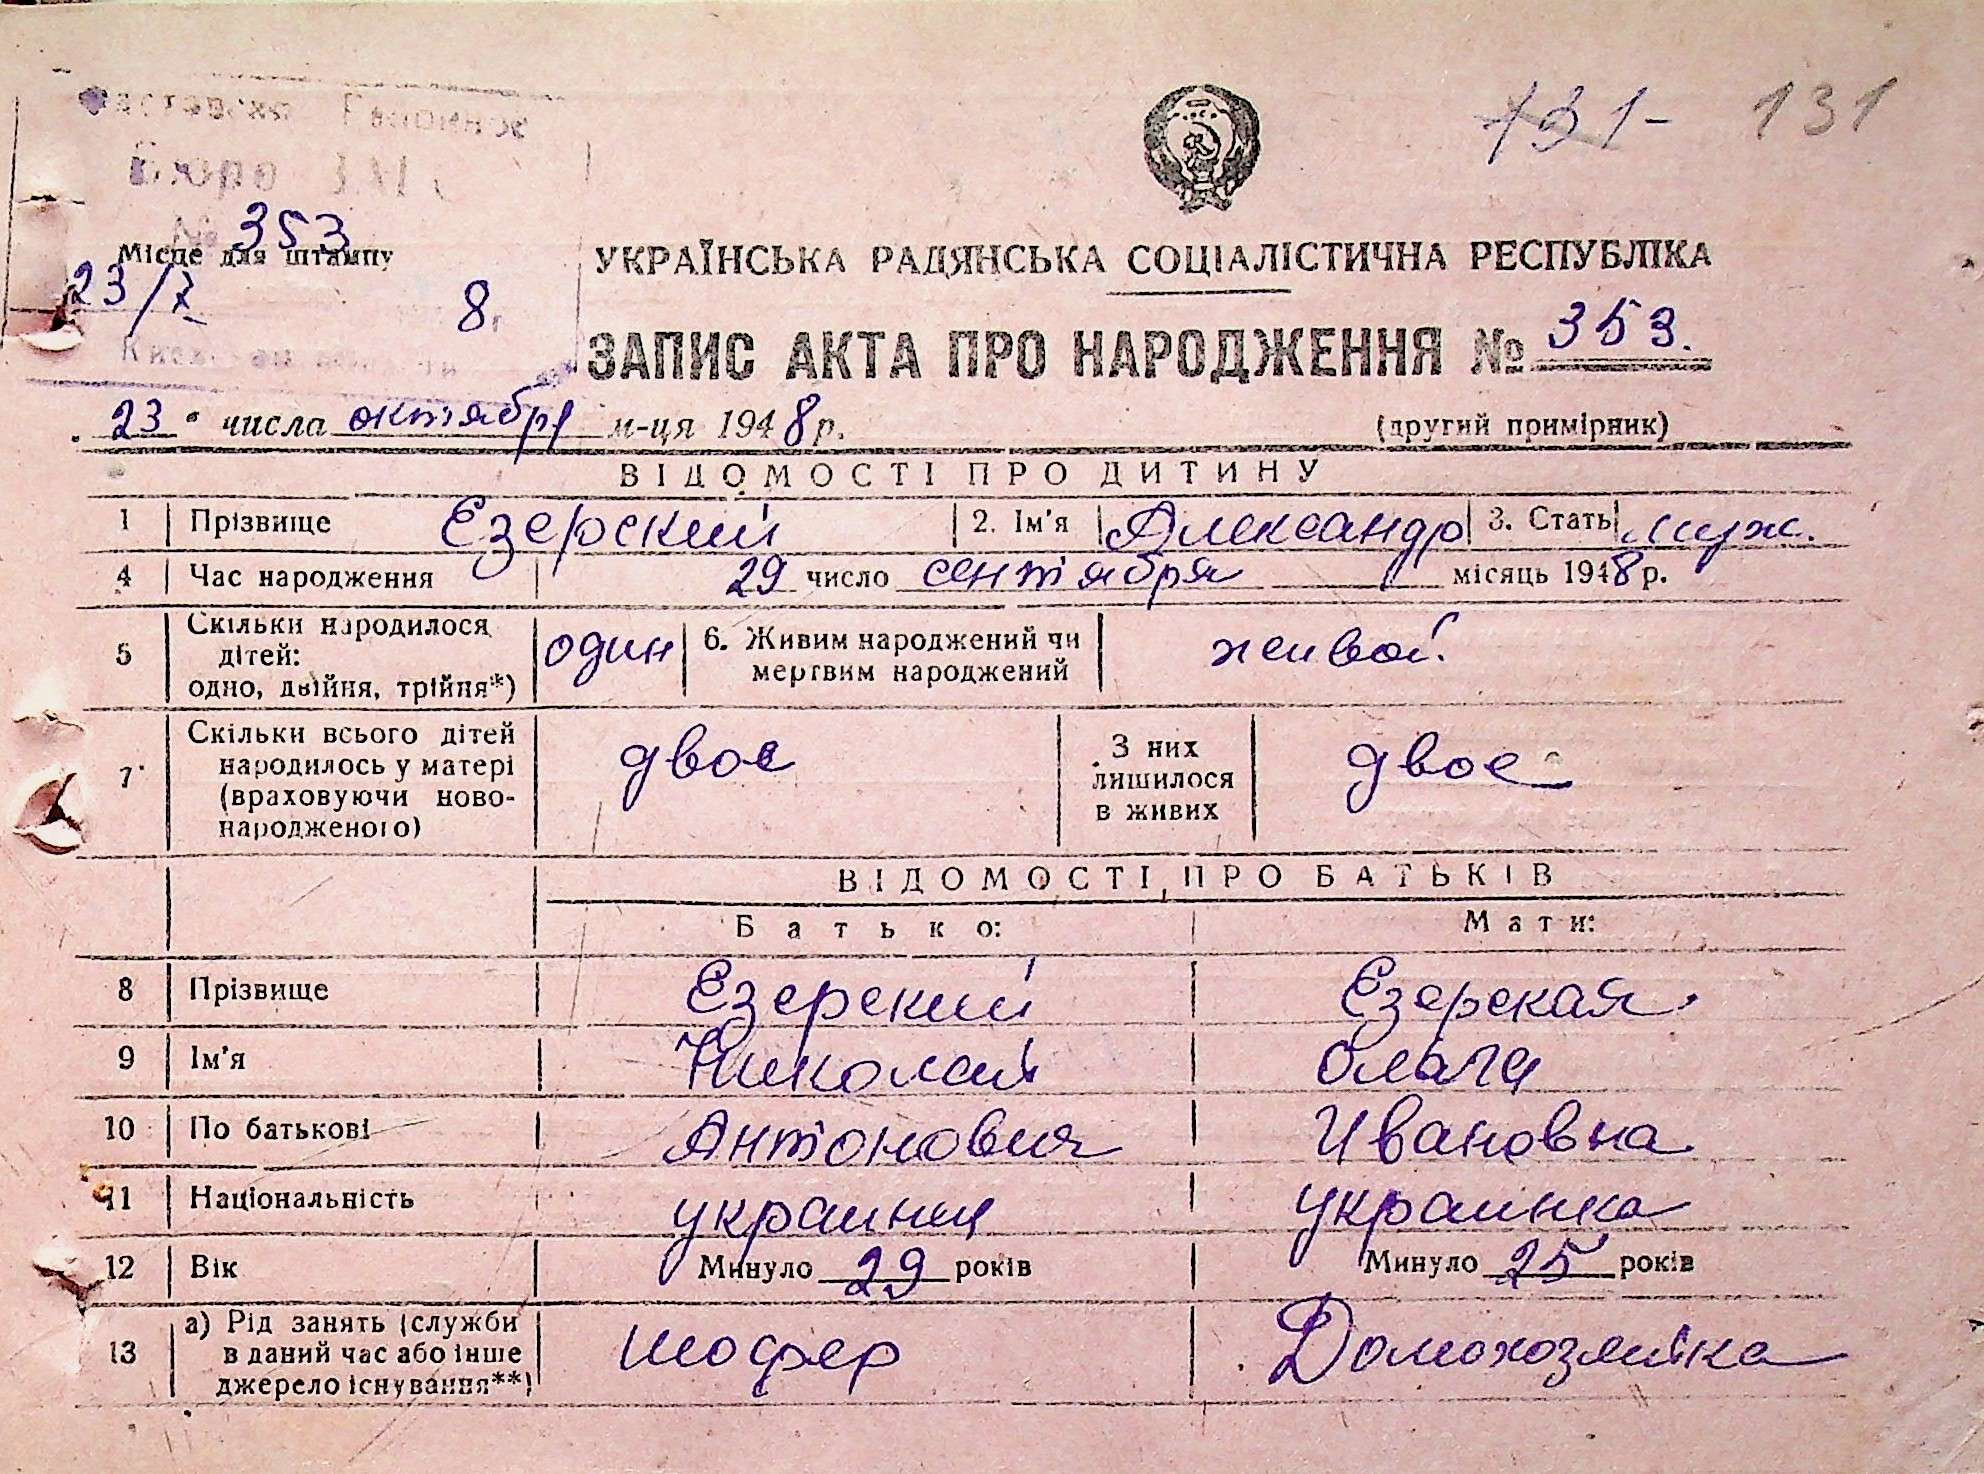 131- 131
Бюро
№ 353
Місце для штампу
23/X 8
УКРАЇНСЬКА РАДЯНСЬКА СОЦІАЛІСТИЧНА РЕСПУБЛІКА
ЗАПИС АКТА ПРО НАРОДЖЕННЯ № 353.
23 числа октября м-ця 1948 р. (другий примірник)
ВІДОМОСТІ ПРО ДИТИНУ
1 Прізвище Езерский 2. Ім'я Александр 3. Стать муж.
4 Час народження 29 число сентября місяць 1948 р.
5 Скільки народилося
дітей:
одно, двійня, трійня*) один 6. Живим народжений чи
мертвим народжений живой.
7 Скільки всього дітей
народилось у матері
(враховуючи ново-
народженого) двое З них
лишилося
в живих двое
ВІДОМОСТІ ПРО БАТЬКІВ
Батько: Мати:
8 Прізвище Езерский Езерская.
9 Ім'я Николай Ольга
10 По батькові Антонович Ивановна
11 Національність украинец украинка
12 Вік Минуло 29 років Минуло 25 років
13 а) Рід занять (служби
в даний час або інше
джерело існування**) шофер Домохозяйка